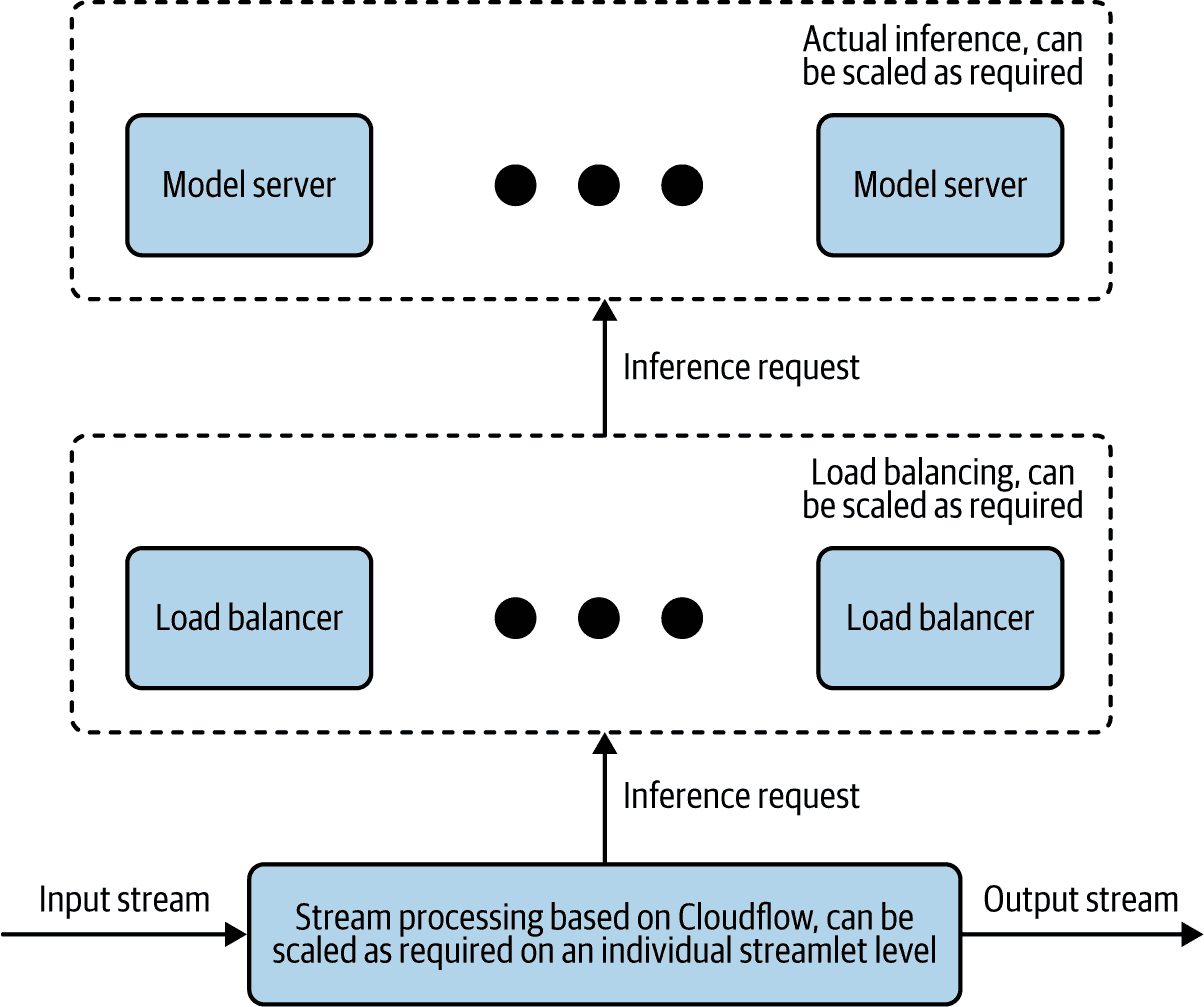 Actual inference, can
be scaled as required
Model server
Model server
Inference request
Load balancing, can
be scaled as required
Load balancer
Load balancer
Inference request
Input stream
Stream processing based on Cloudflow, can be
scaled as required on an individual streamlet level
Output stream